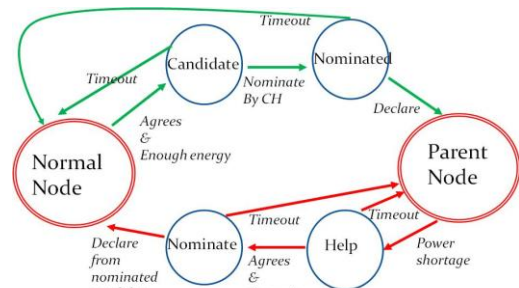 Timeout
Candidate
Nominated
Timeout
Nominate
By CH
Declare
Agrees
&
Enough energy
Normal
Node
Parent
Node
Timeout
Timeout
Nominate
Help
Declare
from
nominated
Agrees
&
Power
shortage